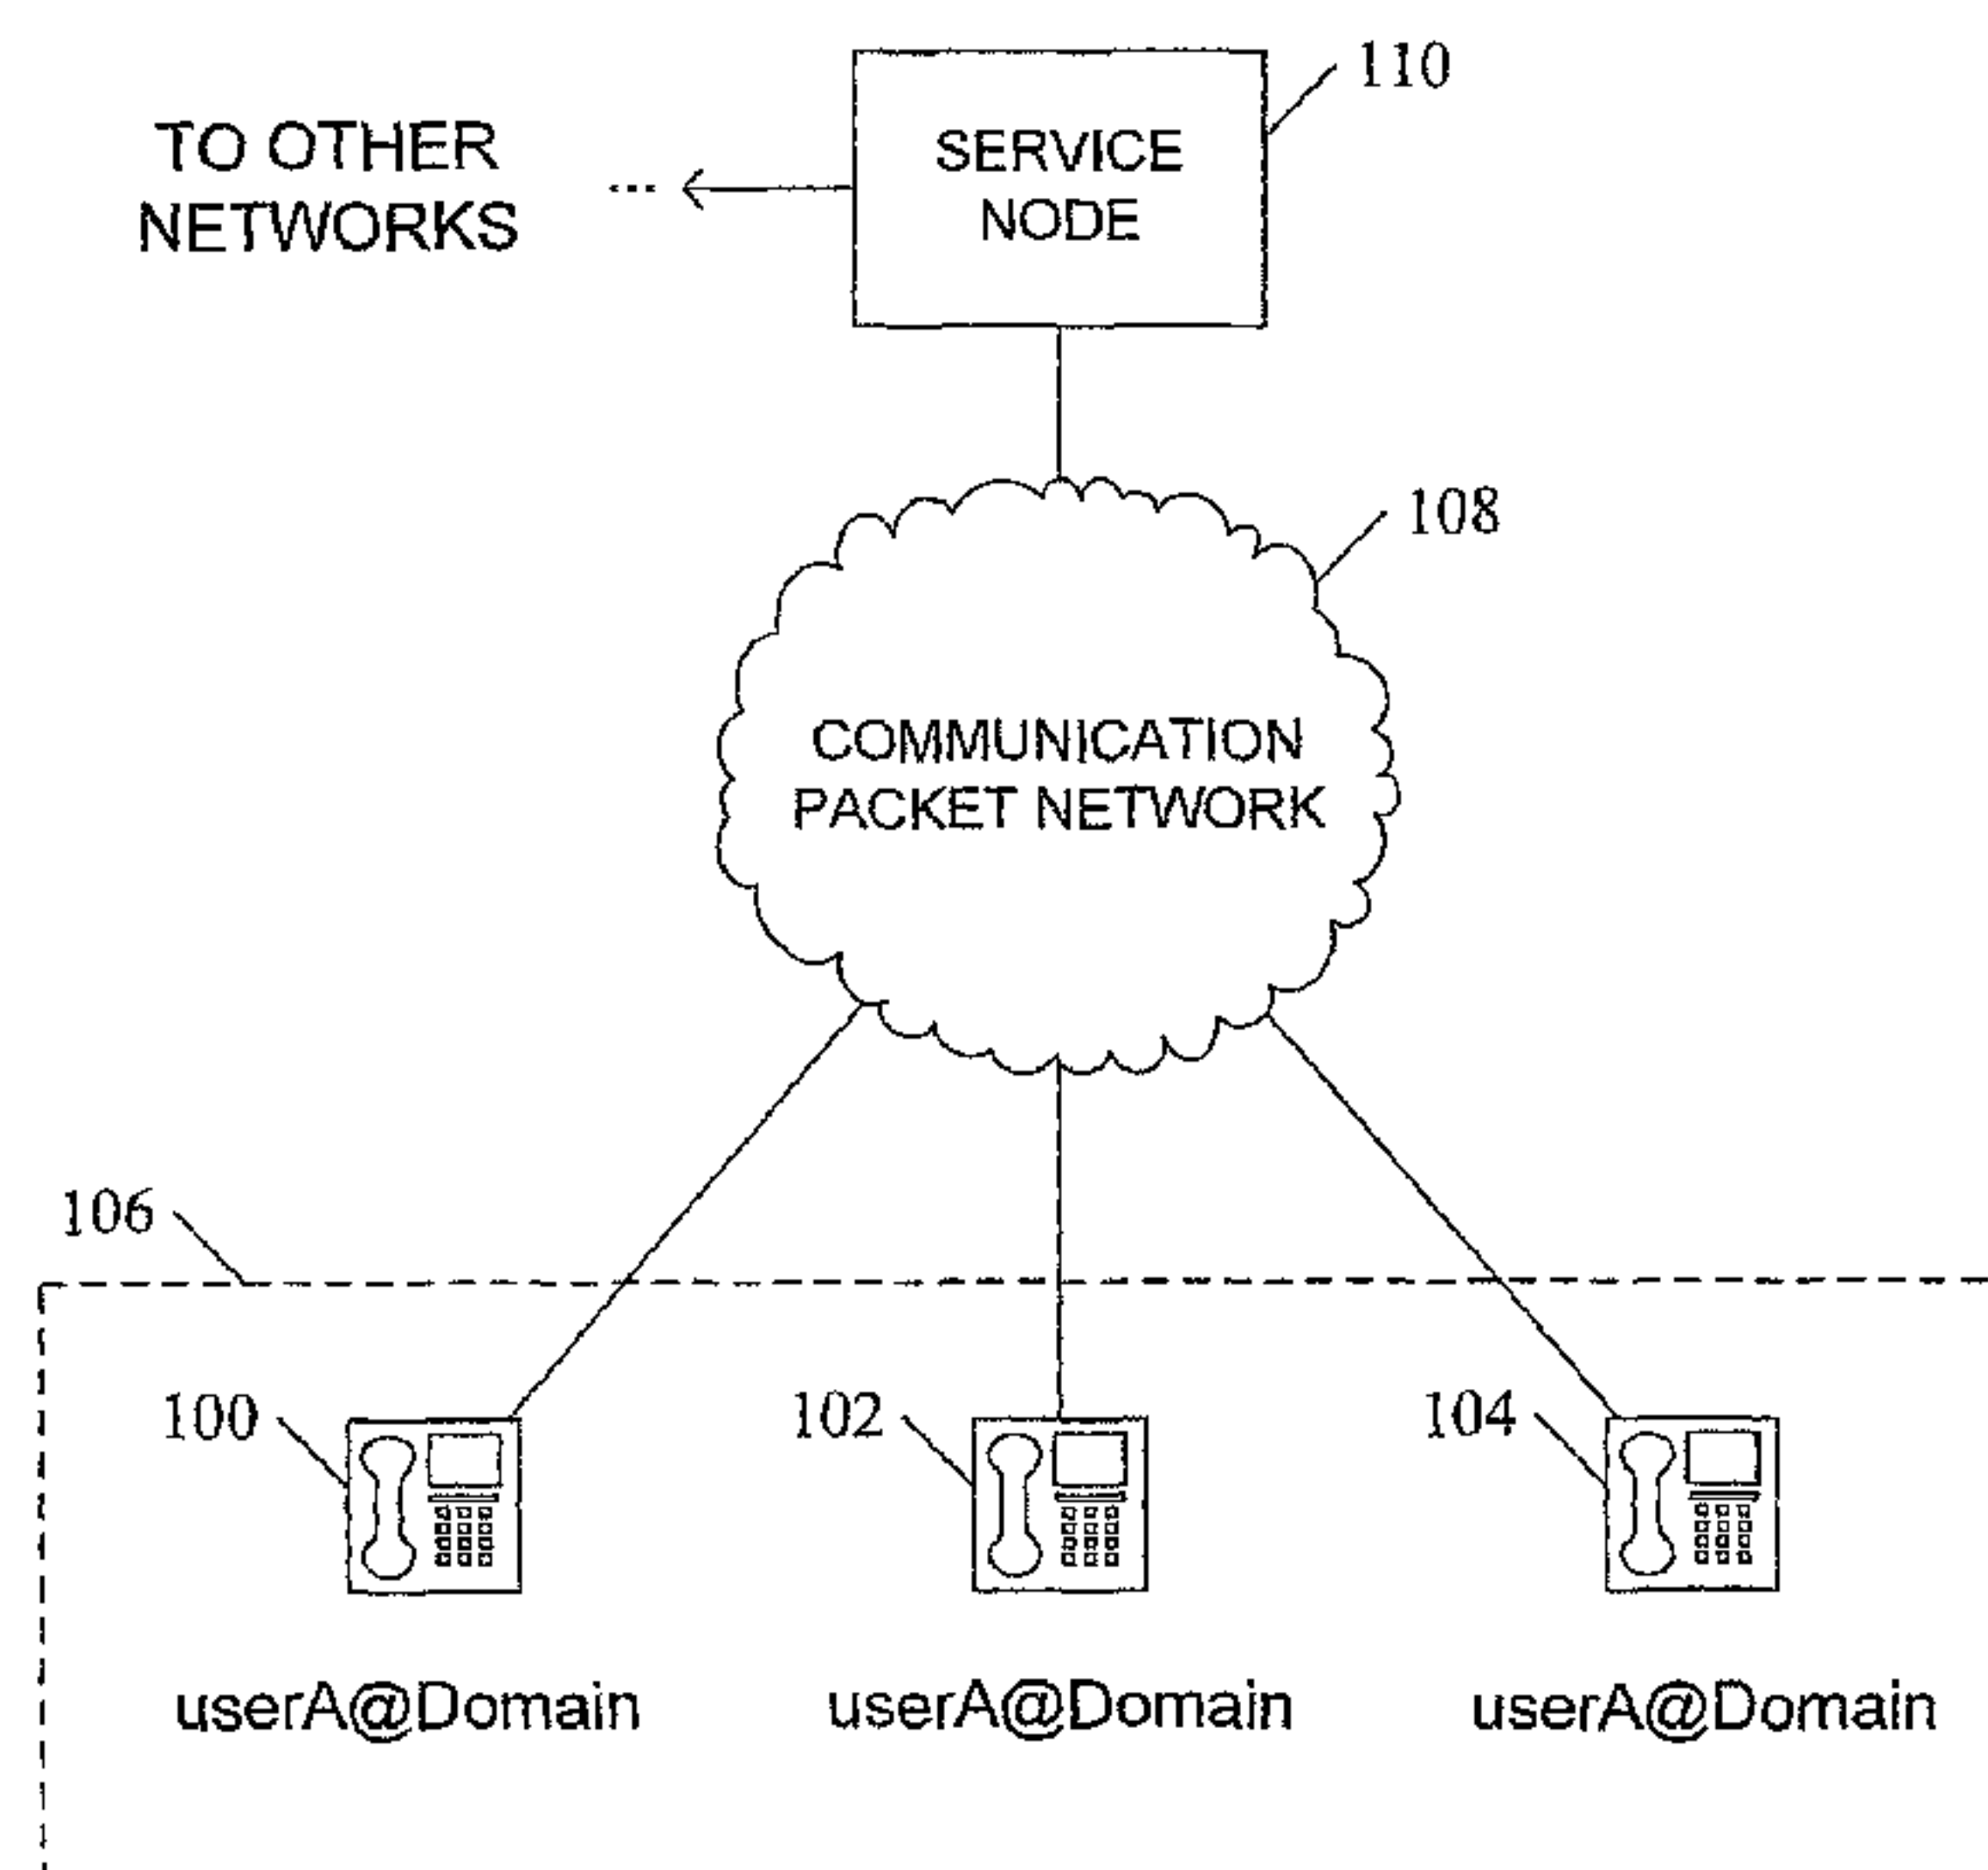 110
TO OTHER
NETWORKS
...
SERVICE
NODE
108
COMMUNICATION
PACKET NETWORK
106
100
102
104
userA@Domain
userA@Domain
userA@Domain